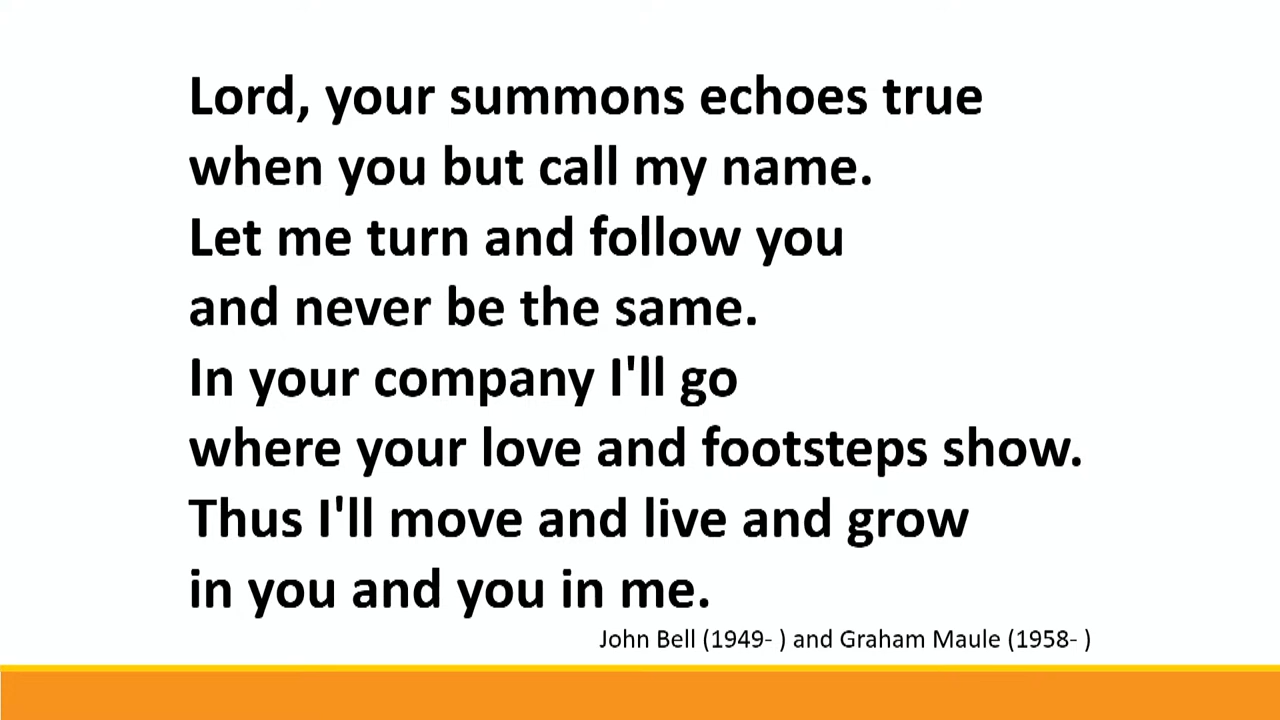 Lord, your summons echoes true
when you but call my name.
Let me turn and follow you
and never be the same.
In your company I'll go
where your love and footsteps show.
Thus I'll move and live and grow
in you and you in me.
John Bell (1949- ) and Graham Maule (1958- )